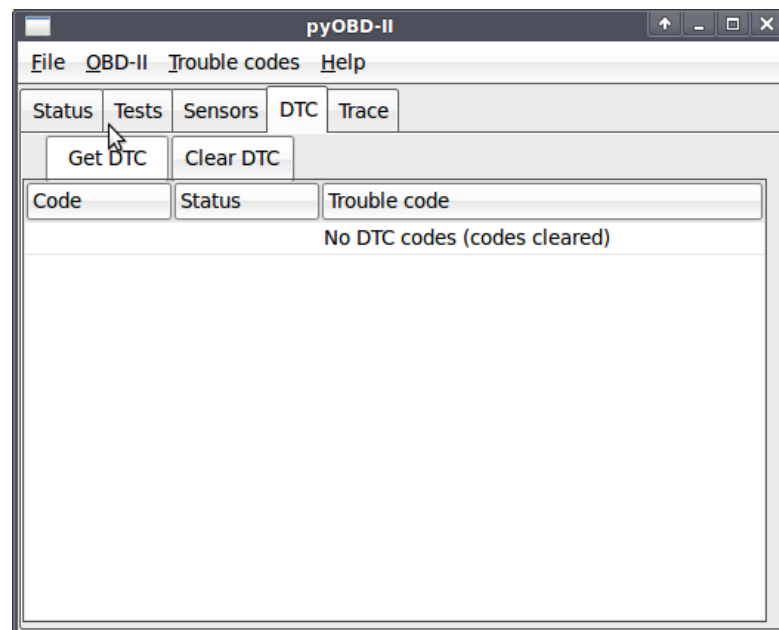 pyOBD-II
File OBD-II Trouble codes Help
Status Tests Sensors DTC Trace
Get DTC Clear DTC
Code Status Trouble code
No DTC codes (codes cleared)